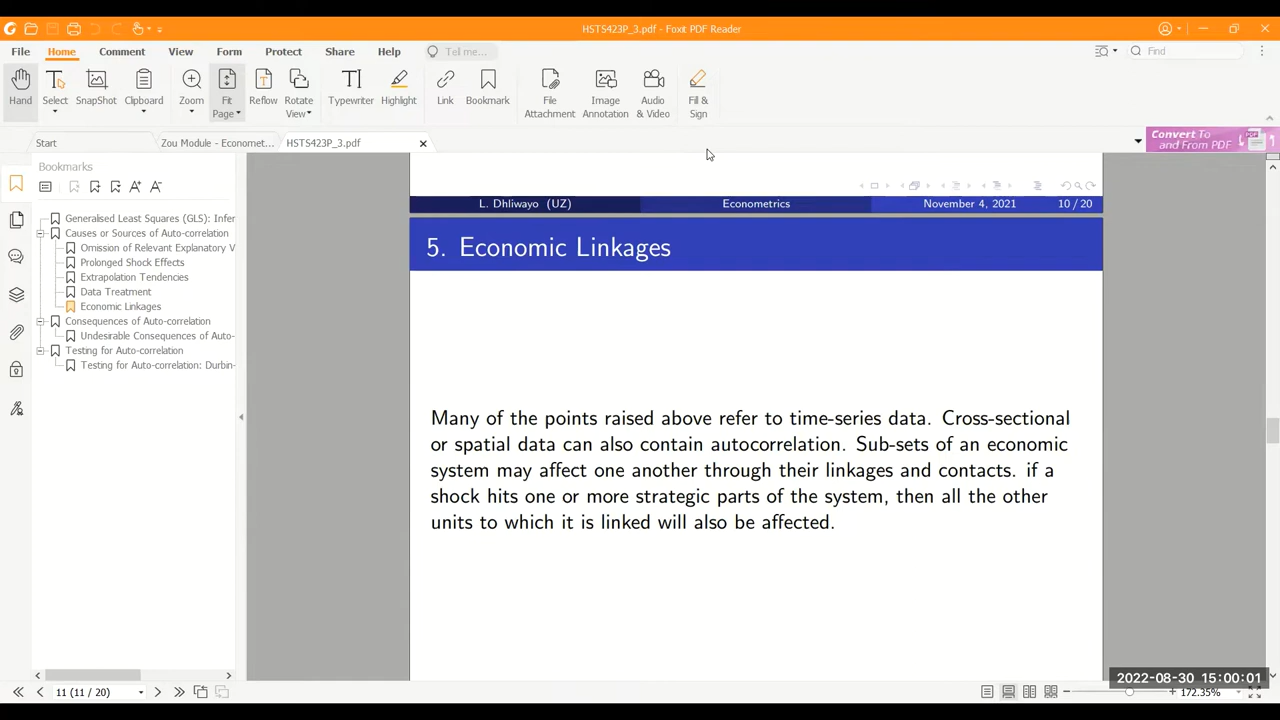 HSTS423P_3.pdf - Foxit PDF Reader
File Home Comment View Form Protect Share Help Tell me... Find
Hand Select SnapShot Clipboard Zoom Fit Page Reflow Rotate View Typewriter Highlight Link Bookmark File Attachment Image Annotation Audio & Video Fill & Sign
Start Zou Module - Economet... HSTS423P_3.pdf
Convert To
and From PDF
Bookmarks
Generalised Least Squares (GLS): Infer
Causes or Sources of Auto-correlation
Omission of Relevant Explanatory V
Prolonged Shock Effects
Extrapolation Tendencies
Data Treatment
Economic Linkages
Consequences of Auto-correlation
Undesirable Consequences of Auto-
Testing for Auto-correlation
Testing for Auto-correlation: Durbin-
L. Dhliwayo (UZ) Econometrics November 4, 2021 10 / 20
5. Economic Linkages
Many of the points raised above refer to time-series data. Cross-sectional
or spatial data can also contain autocorrelation. Sub-sets of an economic
system may affect one another through their linkages and contacts. if a
shock hits one or more strategic parts of the system, then all the other
units to which it is linked will also be affected.
2022-08-30 15:00:01
11 (11 / 20) 172.35%